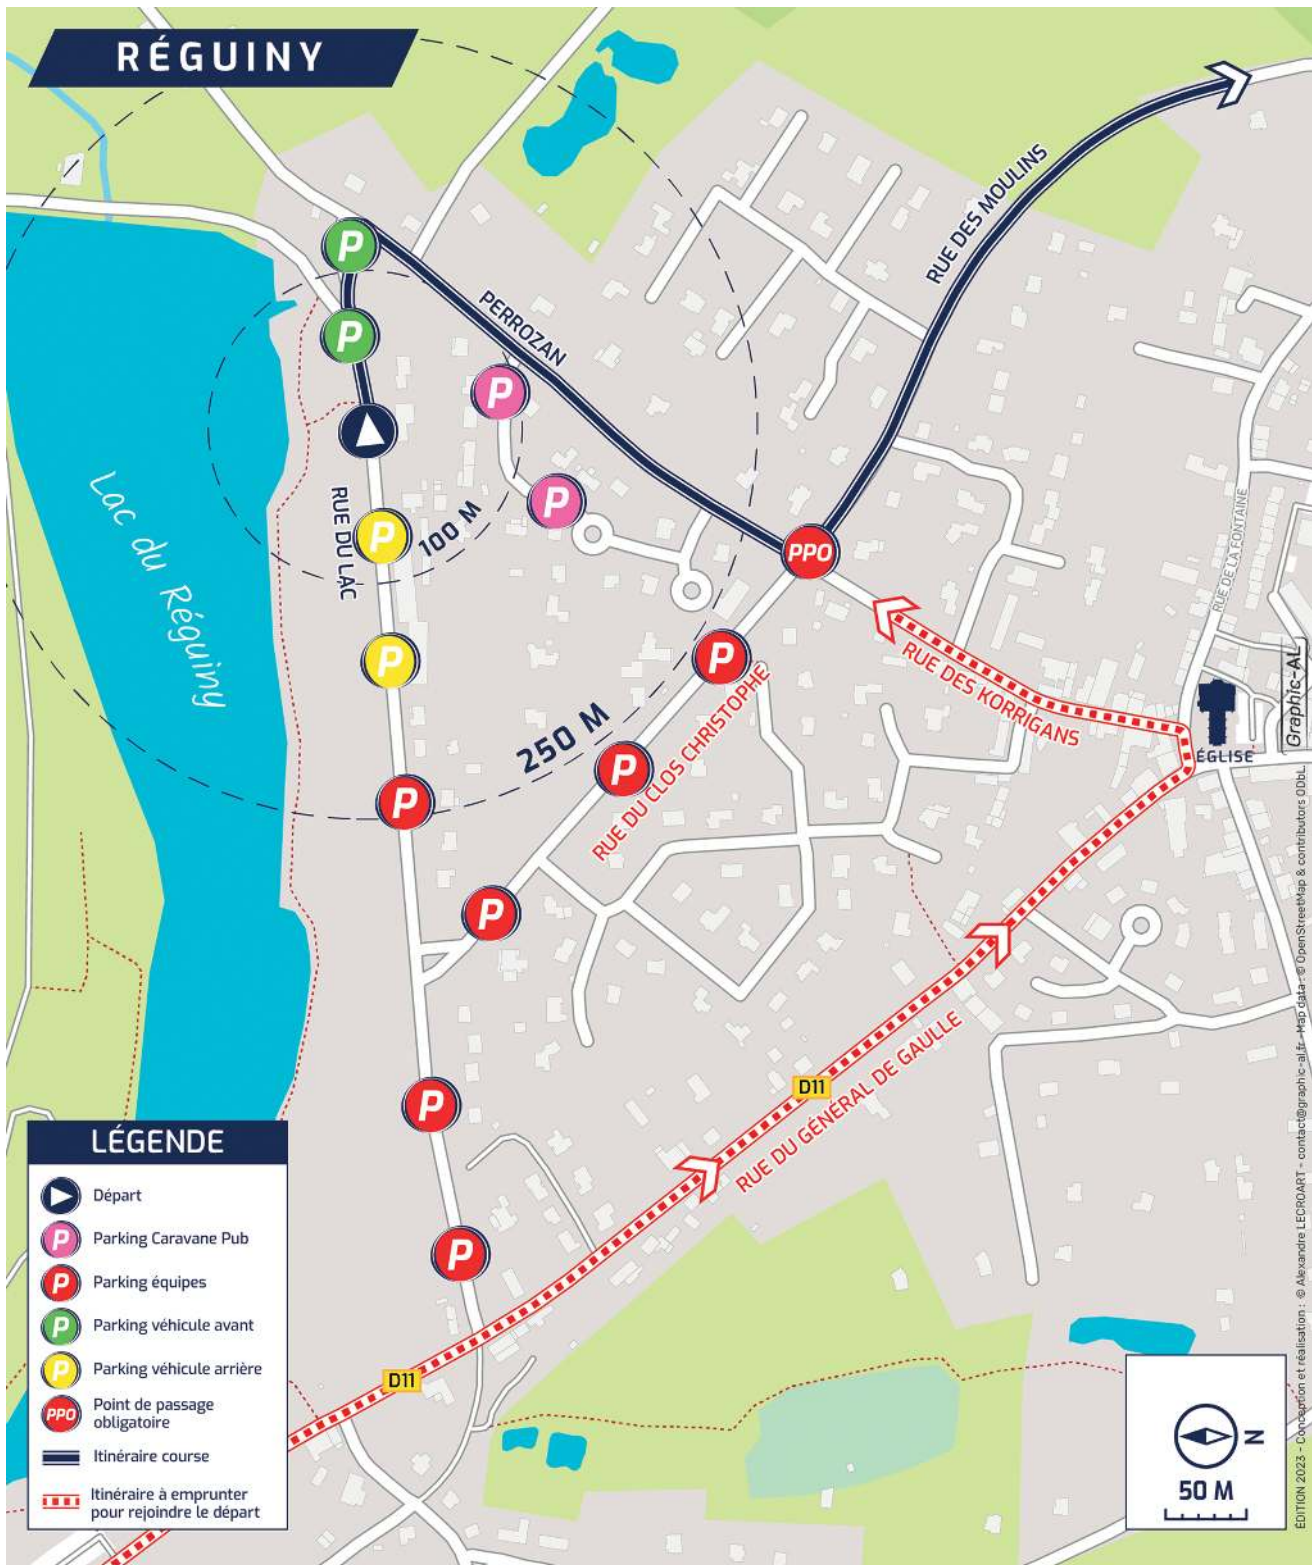 RÉGUINY
RUE DES MOULINS
P
PERROZAN
P
P
Lac du Réguiny
RUE DU LAC
P
P
100 M
PPO
P
RUE DE LA FONTAINE
P
RUE DES KORRIGANS
RUE DU CLOS CHRISTOPHE
250 M
P
P
ÉGLISE
Graphic-AL
P
P
D11
RUE DU GÉNÉRAL DE GAULLE
P
P
D11
LÉGENDE
Départ
P Parking Caravane Pub
P Parking équipes
P Parking véhicule avant
P Parking véhicule arrière
PPO Point de passage
obligatoire
Itinéraire course
Itinéraire à emprunter
pour rejoindre le départ
N
50 M
ÉDITION 2023 - Conception et réalisation : © Alexandre LECROART - contact@graphic-al.fr - Map data : © OpenStreetMap & contributors ODbL